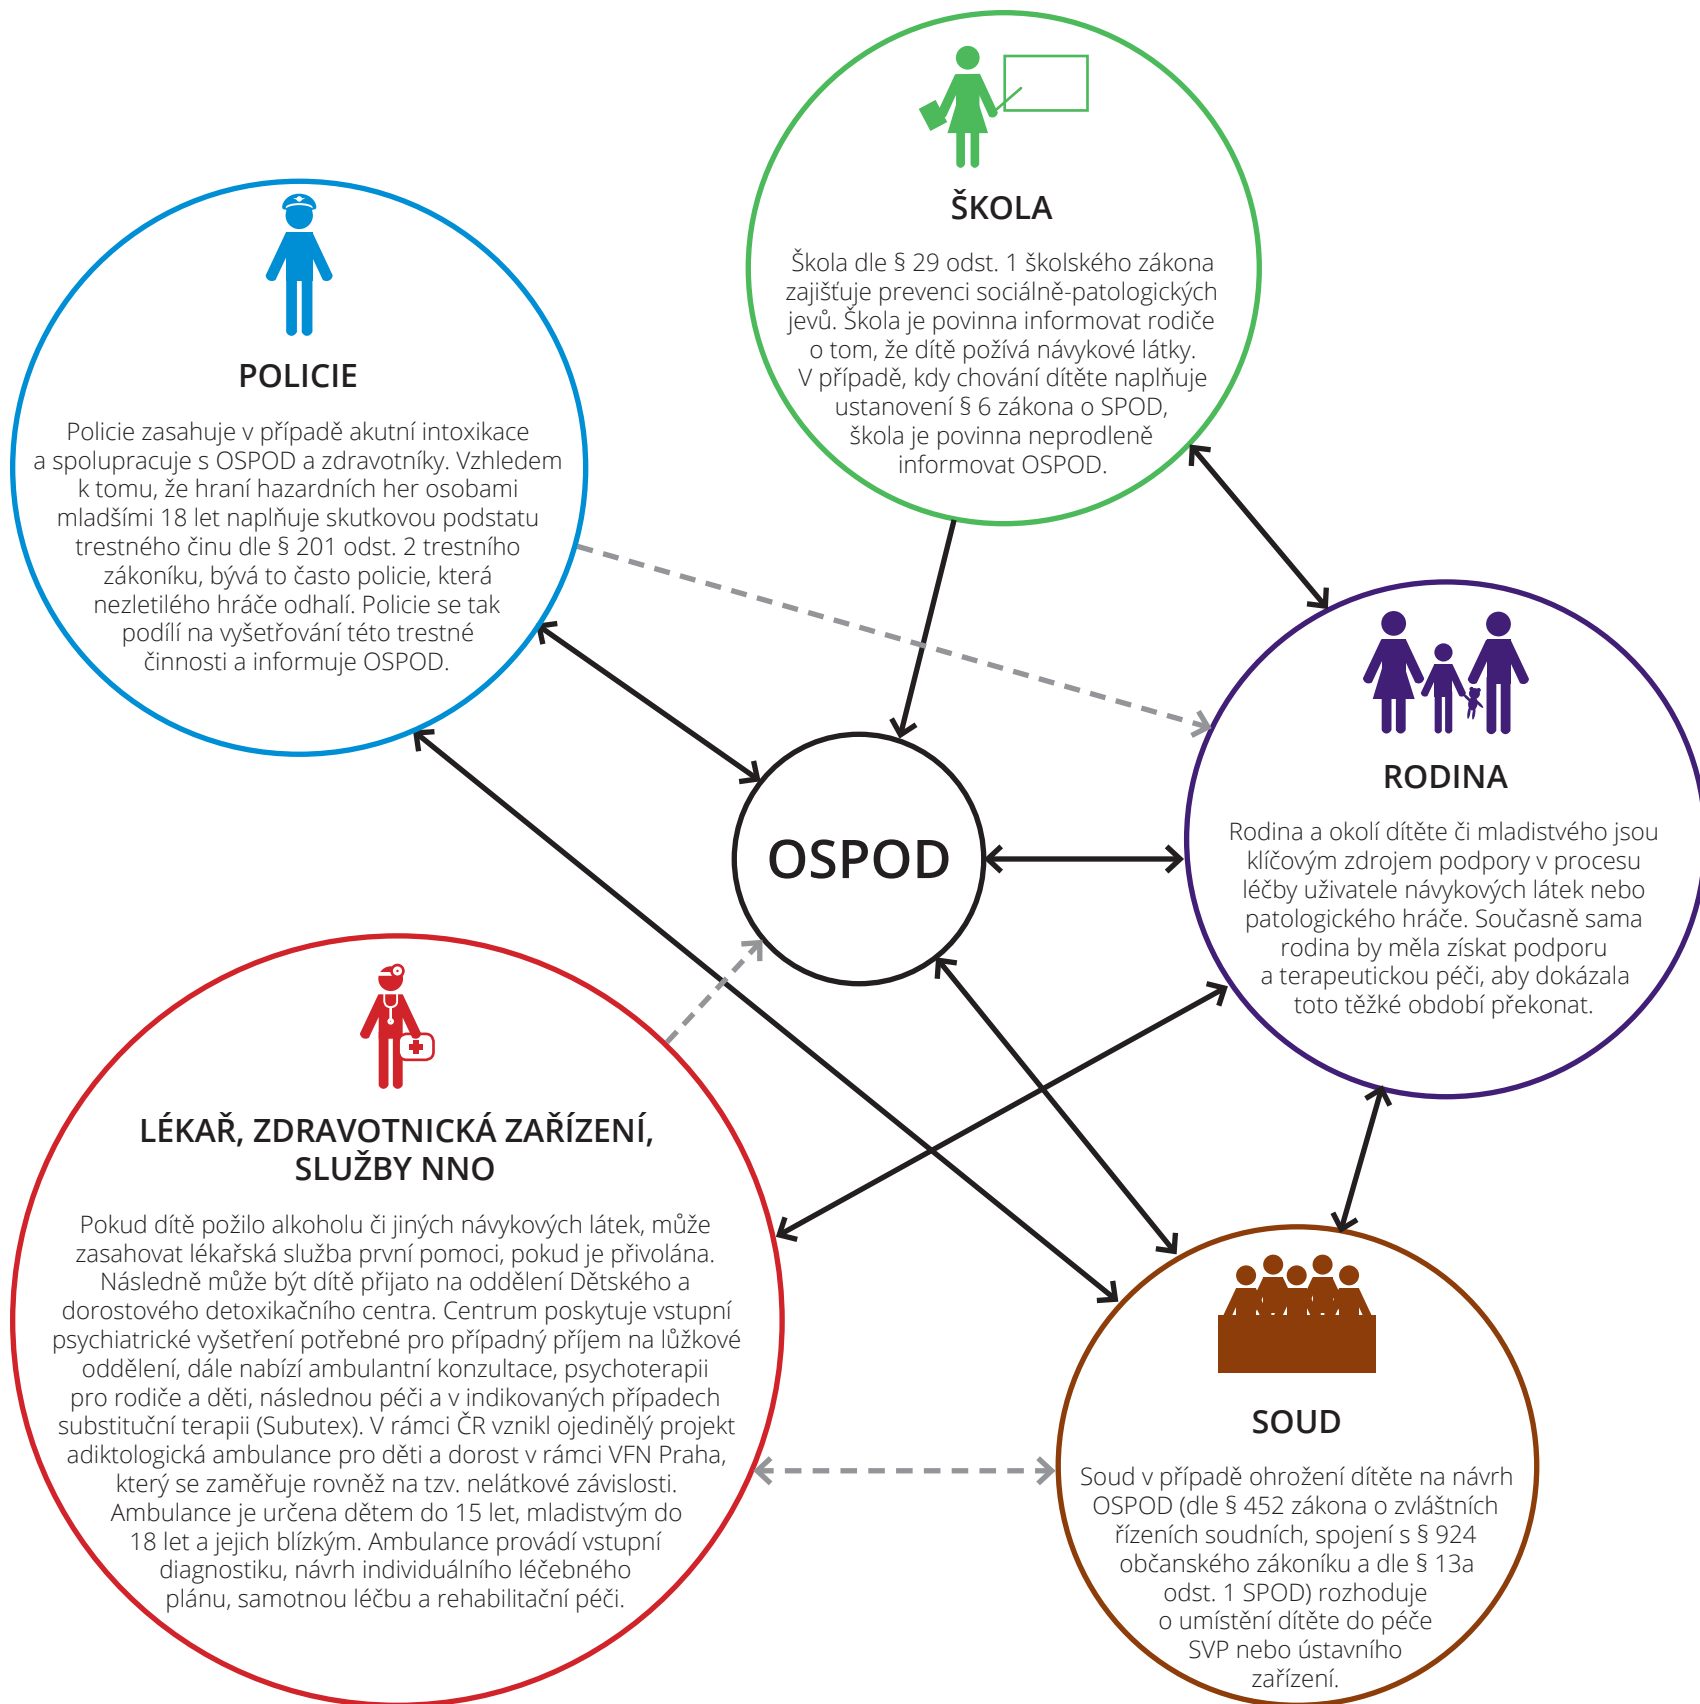 ŠKOLA
Škola dle § 29 odst. 1 školského zákona
zajišťuje prevenci sociálně-patologických
jevů. Škola je povinna informovat rodiče
o tom, že dítě požívá návykové látky.
V případě, kdy chování dítěte naplňuje
ustanovení § 6 zákona o SPOD,
škola je povinna neprodleně
informovat OSPOD.
POLICIE
Policie zasahuje v případě akutní intoxikace
a spolupracuje s OSPOD a zdravotníky. Vzhledem
k tomu, že hraní hazardních her osobami
mladšími 18 let naplňuje skutkovou podstatu
trestného činu dle § 201 odst. 2 trestního
zákoníku, bývá to často policie, která
nezletilého hráče odhalí. Policie se tak
podílí na vyšetřování této trestné
činnosti a informuje OSPOD.
RODINA
Rodina a okolí dítěte či mladistvého jsou
klíčovým zdrojem podpory v procesu
léčby uživatele návykových látek nebo
patologického hráče. Současně sama
rodina by měla získat podporu
a terapeutickou péči, aby dokázala
toto těžké období překonat.
OSPOD
LÉKAŘ, ZDRAVOTNICKÁ ZAŘÍZENÍ,
SLUŽBY NNO
Pokud dítě požilo alkoholu či jiných návykových látek, může
zasahovat lékařská služba první pomoci, pokud je přivolána.
Následně může být dítě přijato na oddělení Dětského a
dorostového detoxikačního centra. Centrum poskytuje vstupní
psychiatrické vyšetření potřebné pro případný příjem na lůžkové
oddělení, dále nabízí ambulantní konzultace, psychoterapii
pro rodiče a děti, následnou péči a v indikovaných případech
substituční terapii (Subutex). V rámci ČR vznikl ojedinělý projekt
adiktologická ambulance pro děti a dorost v rámci VFN Praha,
který se zaměřuje rovněž na tzv. nelátkové závislosti.
Ambulance je určena dětem do 15 let, mladistvým do
18 let a jejich blízkým. Ambulance provádí vstupní
diagnostiku, návrh individuálního léčebného
plánu, samotnou léčbu a rehabilitační péči.
SOUD
Soud v případě ohrožení dítěte na návrh
OSPOD (dle § 452 zákona o zvláštních
řízeních soudních, spojení s § 924
občanského zákoníku a dle § 13a
odst. 1 SPOD) rozhoduje
o umístění dítěte do péče
SVP nebo ústavního
zařízení.